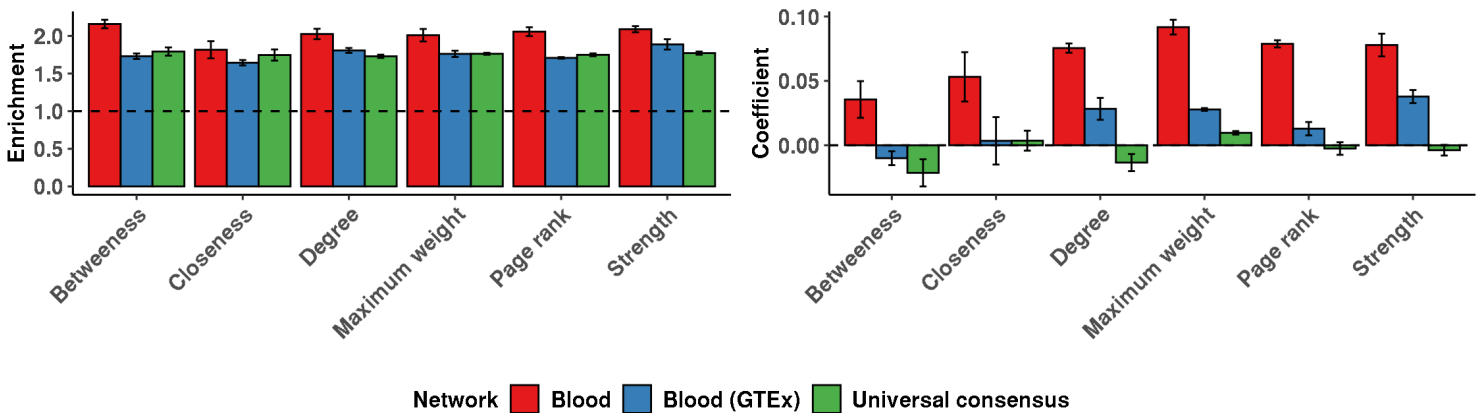 Enrichment
2.0
1.5
1.0
0.5
0.0
Betweeness
Closeness
Degree
Maximum weight
Page rank
Strength
Coefficient
0.10
0.05
0.00
Betweeness
Closeness
Degree
Maximum weight
Page rank
Strength
Network Blood Blood (GTEx) Universal consensus